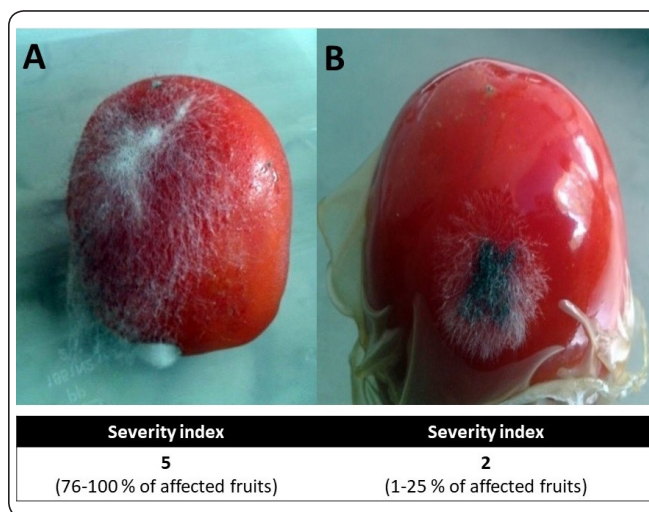 A
B
Severity index
Severity index
5
2
(76-100 % of affected fruits)
(1-25 % of affected fruits)